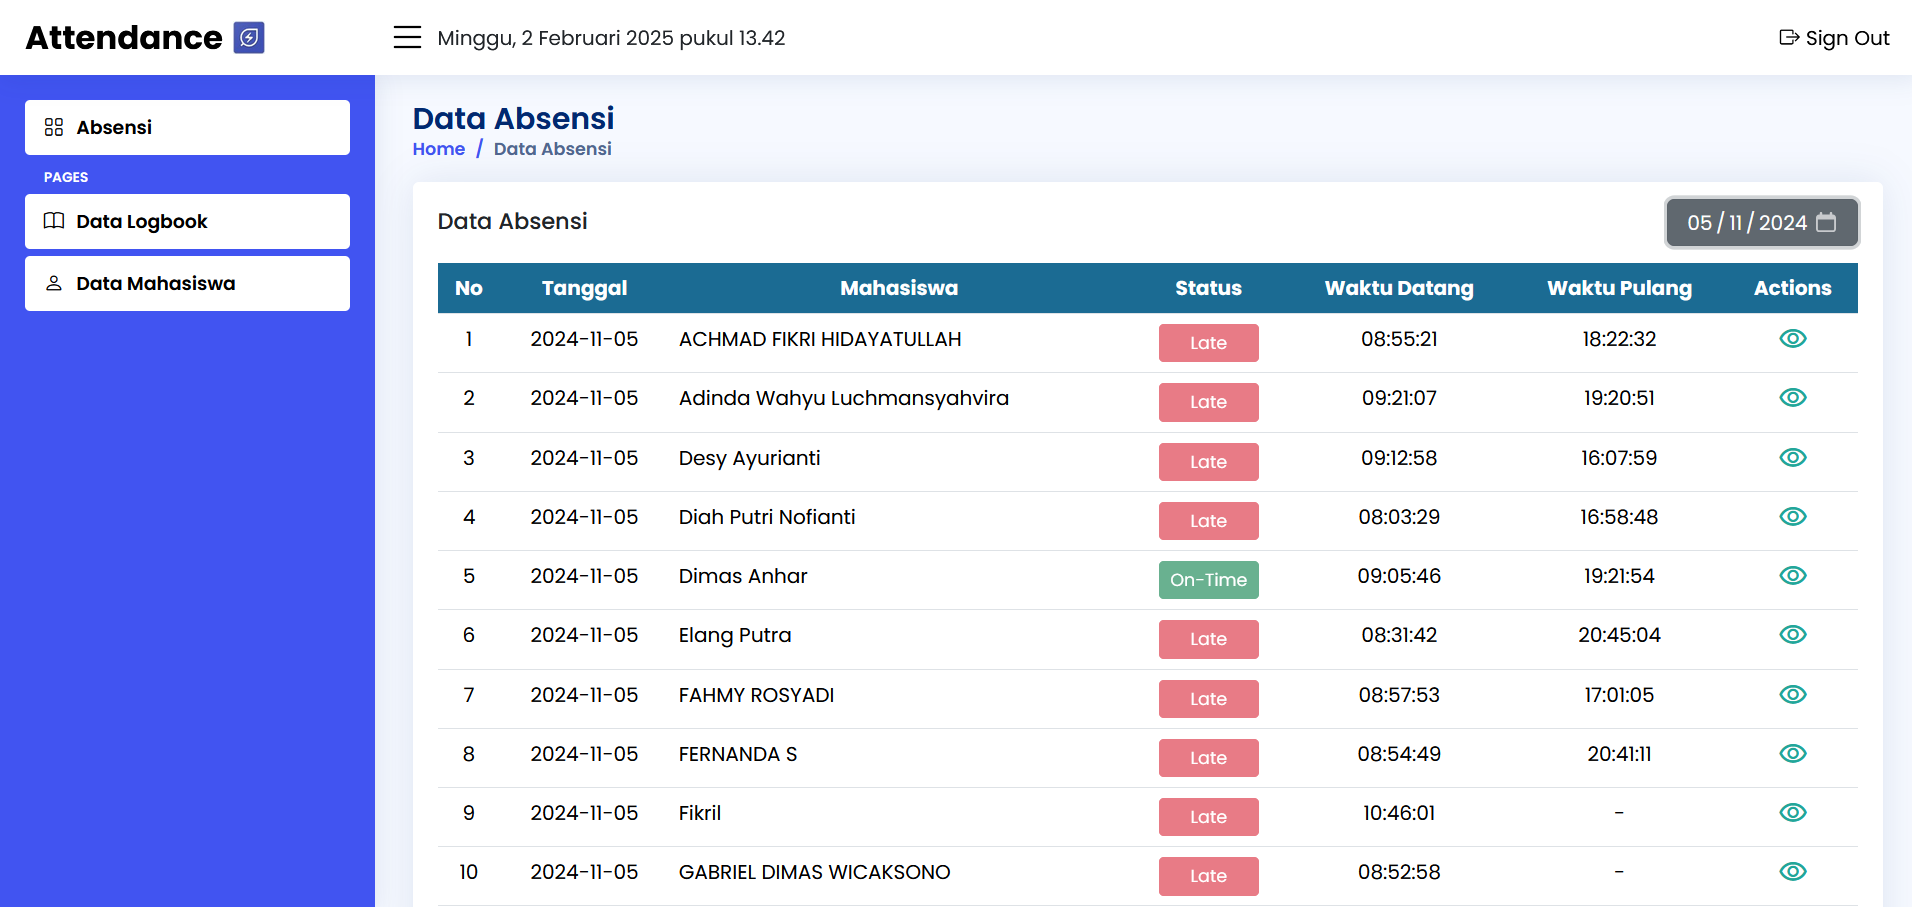 Attendance
Minggu, 2 Februari 2025 pukul 13.42
Sign Out
Absensi
PAGES
Data Logbook
Data Mahasiswa
Data Absensi
Home / Data Absensi
Data Absensi
05 / 11 / 2024
No Tanggal Mahasiswa Status Waktu Datang Waktu Pulang Actions
1 2024-11-05 ACHMAD FIKRI HIDAYATULLAH Late 08:55:21 18:22:32
2 2024-11-05 Adinda Wahyu Luchmansyahvira Late 09:21:07 19:20:51
3 2024-11-05 Desy Ayurianti Late 09:12:58 16:07:59
4 2024-11-05 Diah Putri Nofianti Late 08:03:29 16:58:48
5 2024-11-05 Dimas Anhar On-Time 09:05:46 19:21:54
6 2024-11-05 Elang Putra Late 08:31:42 20:45:04
7 2024-11-05 FAHMY ROSYADI Late 08:57:53 17:01:05
8 2024-11-05 FERNANDA S Late 08:54:49 20:41:11
9 2024-11-05 Fikril Late 10:46:01 -
10 2024-11-05 GABRIEL DIMAS WICAKSONO Late 08:52:58 -